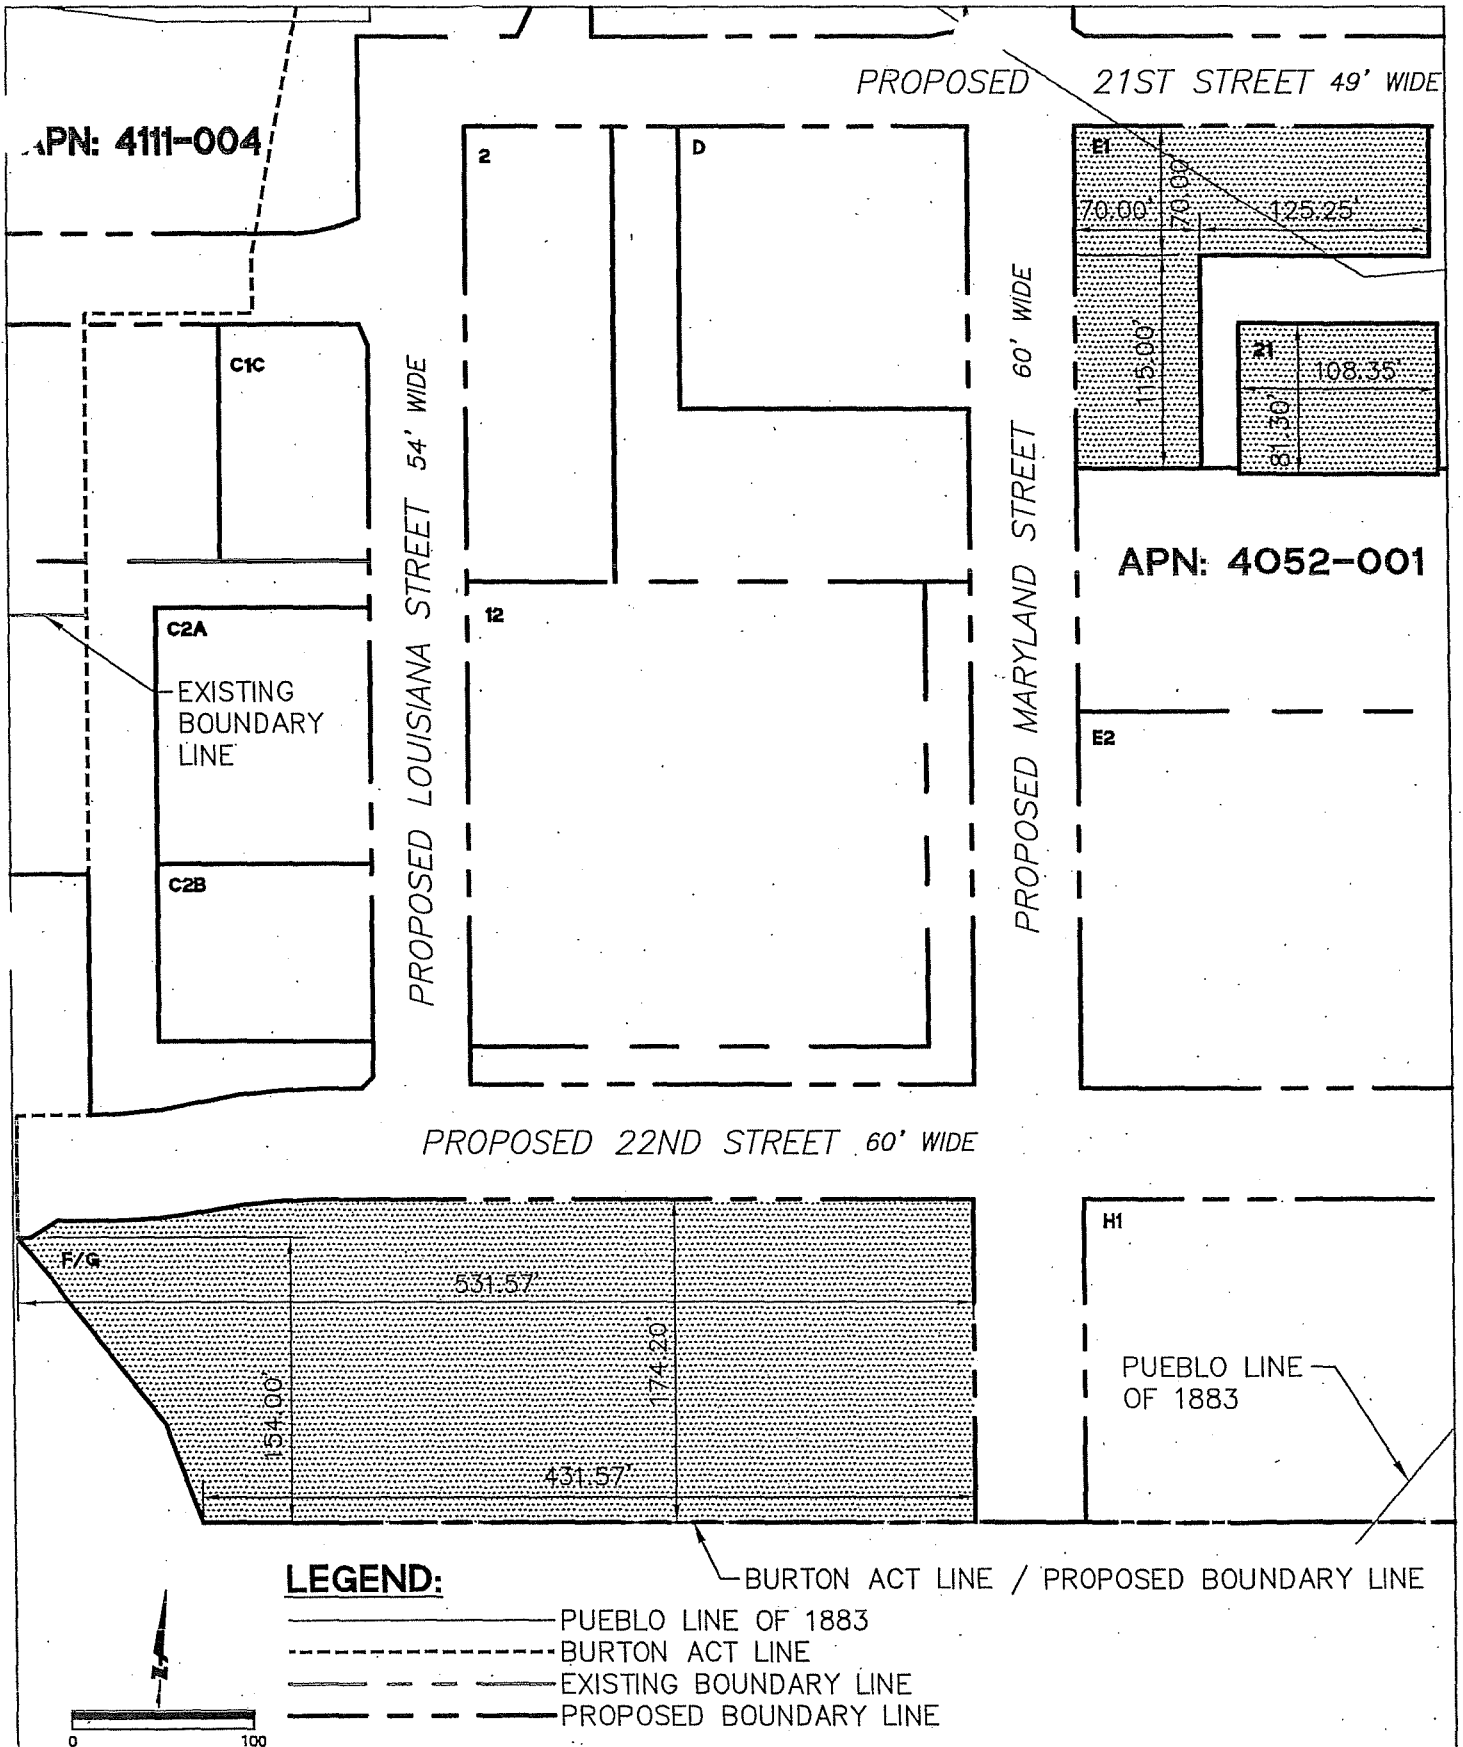 PROPOSED 21ST STREET 49' WIDE
APN: 4111-004
2
D
E1
70.00'
70.00'
125.25'
115.00'
21
108.35'
81.30'
C1C
PROPOSED LOUISIANA STREET 54' WIDE
PROPOSED MARYLAND STREET 60' WIDE
APN: 4052-001
C2A
12
EXISTING
BOUNDARY
LINE
E2
C2B
PROPOSED 22ND STREET 60' WIDE
F/G
H1
531.57'
174.20'
154.00'
431.57'
PUEBLO LINE
OF 1883
BURTON ACT LINE / PROPOSED BOUNDARY LINE
LEGEND:
PUEBLO LINE OF 1883
BURTON ACT LINE
EXISTING BOUNDARY LINE
PROPOSED BOUNDARY LINE
N
0 100